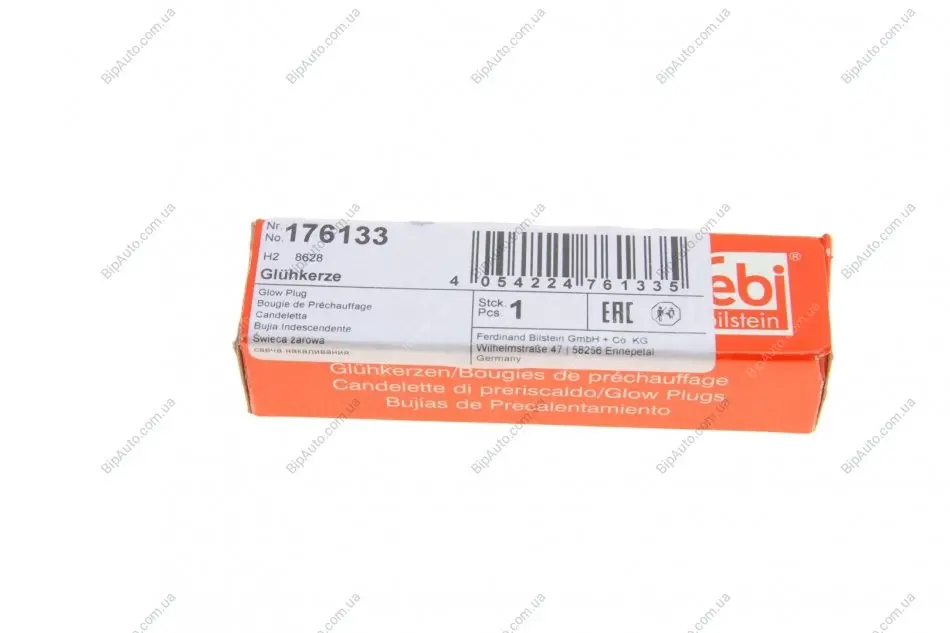 Nr.
No. 176133
H2 8628
Glühkerze
Glow Plug
Bougie de Préchauffage
Candeletta
Bujia Indescendente
Świeca żarowa
свеча накаливания
4 054224 761335
Stck.
Pcs. 1
EAC
Ferdinand Bilstein GmbH + Co. KG
Wilhelmstraße 47 | 58256 Ennepetal
Germany
febi®
bilstein
Glühkerzen/Bougies de préchauffage
Candelette di preriscaldo/Glow Plugs
Bujías de Precalentamiento
BipAuto.com.ua